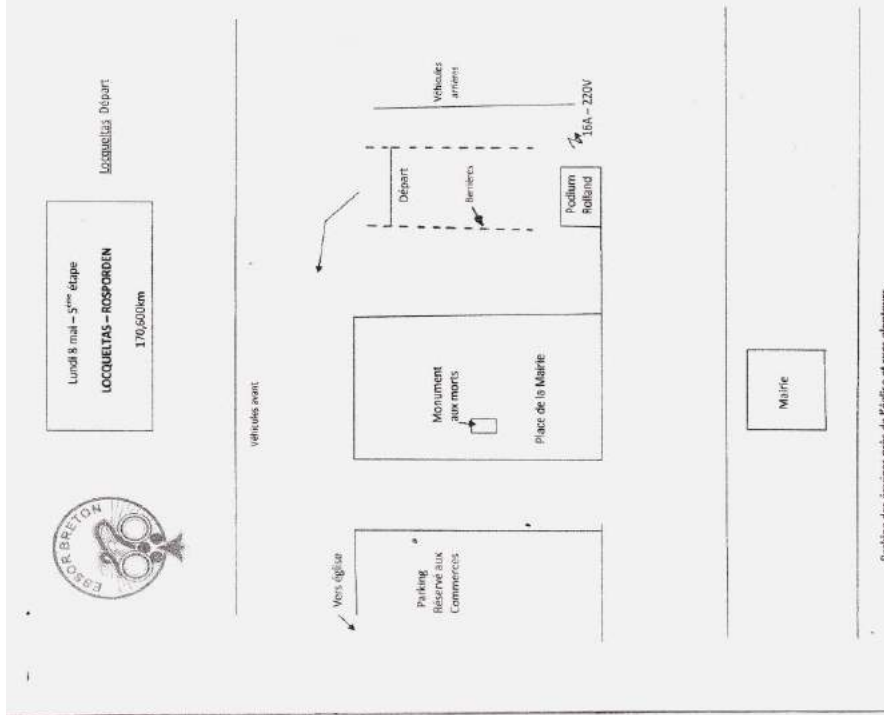 ESSOR BRETON
Lundi 8 mai – 5ème étape
LOCQUELTAS – ROSPORDEN
170,600km
Locqueltas Départ
Véhicules avant
Vers église
Parking
Réservé aux
Commerces
Monument
aux morts
Place de la Mairie
Départ
Barrières
Véhicules
arrières
Podium
Rolland
16A – 220V
Mairie